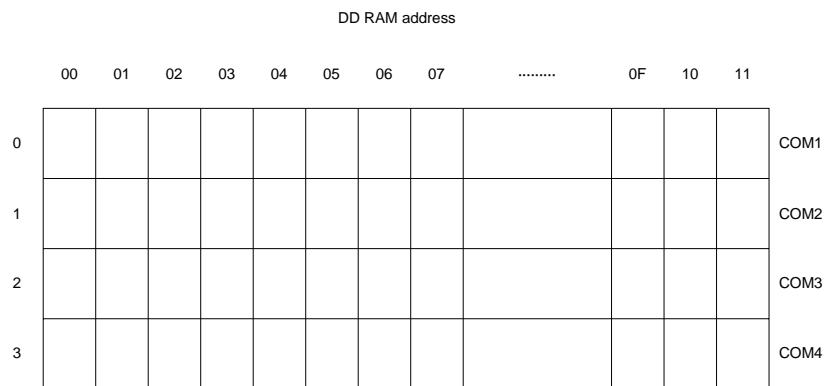 DD RAM address
00 01 02 03 04 05 06 07 ......... 0F 10 11
0 COM1
1 COM2
2 COM3
3 COM4